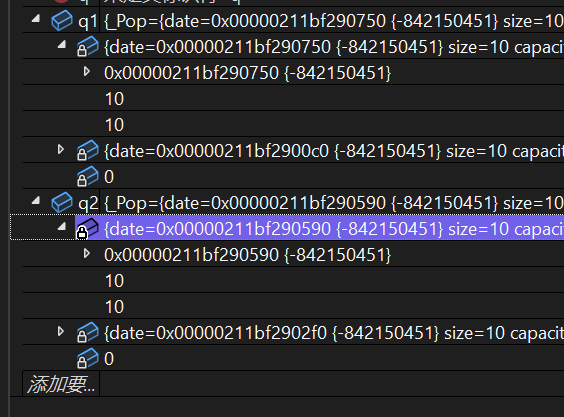 q1 {_Pop={date=0x00000211bf290750 {-842150451} size=10
{date=0x00000211bf290750 {-842150451} size=10 capacit
0x00000211bf290750 {-842150451}
10
10
{date=0x00000211bf2900c0 {-842150451} size=10 capacit
0
q2 {_Pop={date=0x00000211bf290590 {-842150451} size=10
{date=0x00000211bf290590 {-842150451} size=10 capacit
0x00000211bf290590 {-842150451}
10
10
{date=0x00000211bf2902f0 {-842150451} size=10 capacit
0
添加要...